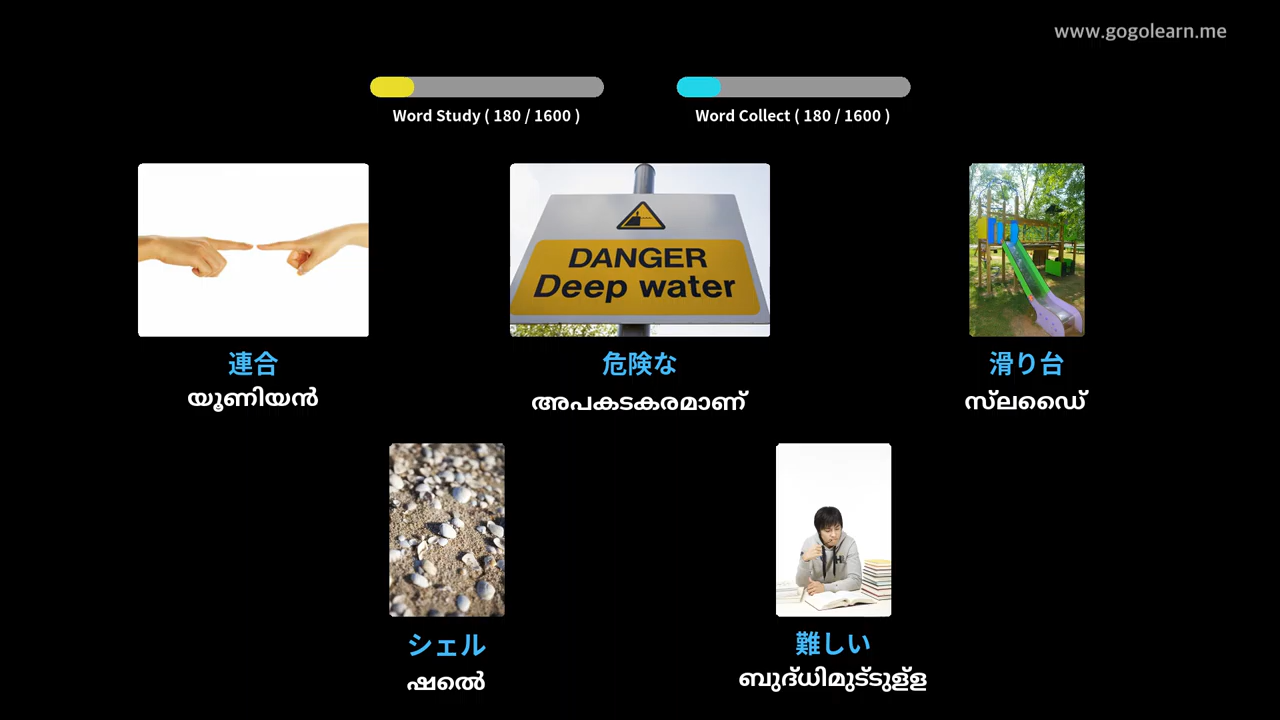 www.gogolearn.me
Word Study ( 180 / 1600 )
Word Collect ( 180 / 1600 )
DANGER
Deep water
連合
危険な
滑り台
യൂണിയൻ
അപകടകരമാണ്
സ്ലൈഡ്
シェル
難しい
ഷെൽ
ബുദ്ധിമുട്ടുള്ള